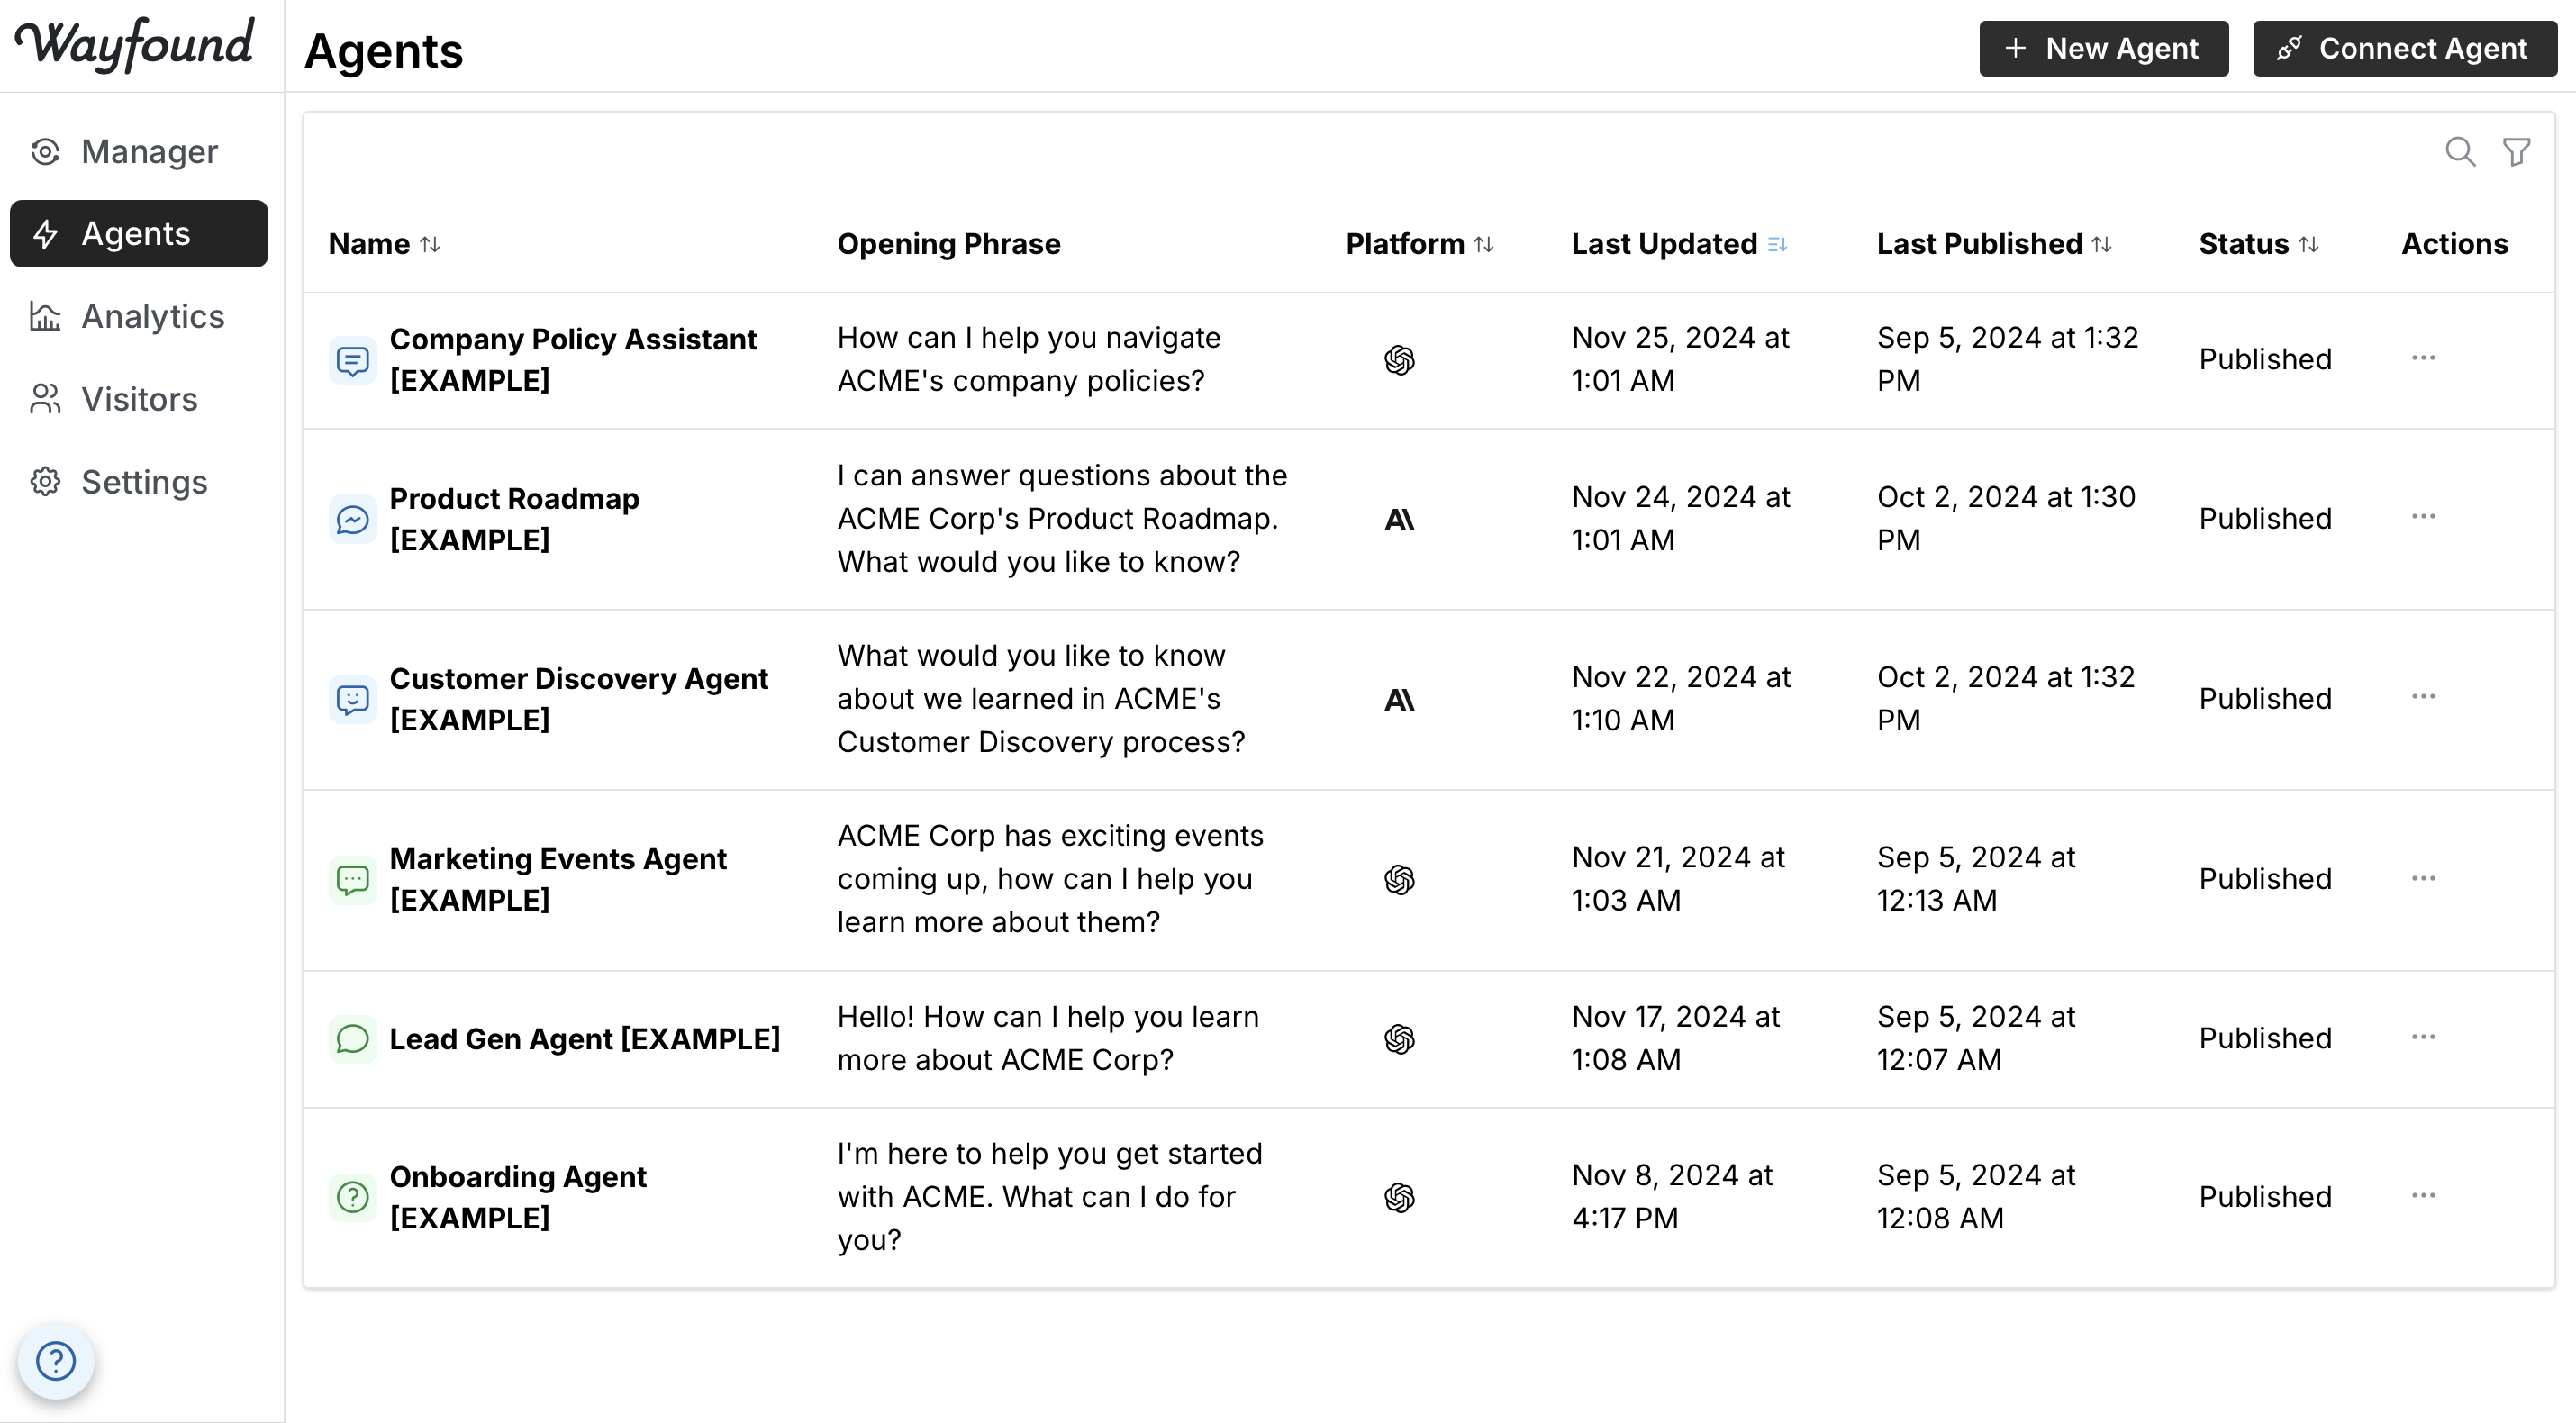 Wayfound
Agents
New Agent
Connect Agent
Manager
Agents
Analytics
Visitors
Settings
Name
Opening Phrase
Platform
Last Updated
Last Published
Status
Actions
Company Policy Assistant
[EXAMPLE]
How can I help you navigate
ACME's company policies?
Nov 25, 2024 at
1:01 AM
Sep 5, 2024 at 1:32
PM
Published
Product Roadmap
[EXAMPLE]
I can answer questions about the
ACME Corp's Product Roadmap.
What would you like to know?
Nov 24, 2024 at
1:01 AM
Oct 2, 2024 at 1:30
PM
Published
Customer Discovery Agent
[EXAMPLE]
What would you like to know
about we learned in ACME's
Customer Discovery process?
Nov 22, 2024 at
1:10 AM
Oct 2, 2024 at 1:32
PM
Published
Marketing Events Agent
[EXAMPLE]
ACME Corp has exciting events
coming up, how can I help you
learn more about them?
Nov 21, 2024 at
1:03 AM
Sep 5, 2024 at
12:13 AM
Published
Lead Gen Agent [EXAMPLE]
Hello! How can I help you learn
more about ACME Corp?
Nov 17, 2024 at
1:08 AM
Sep 5, 2024 at
12:07 AM
Published
Onboarding Agent
[EXAMPLE]
I'm here to help you get started
with ACME. What can I do for
you?
Nov 8, 2024 at
4:17 PM
Sep 5, 2024 at
12:08 AM
Published